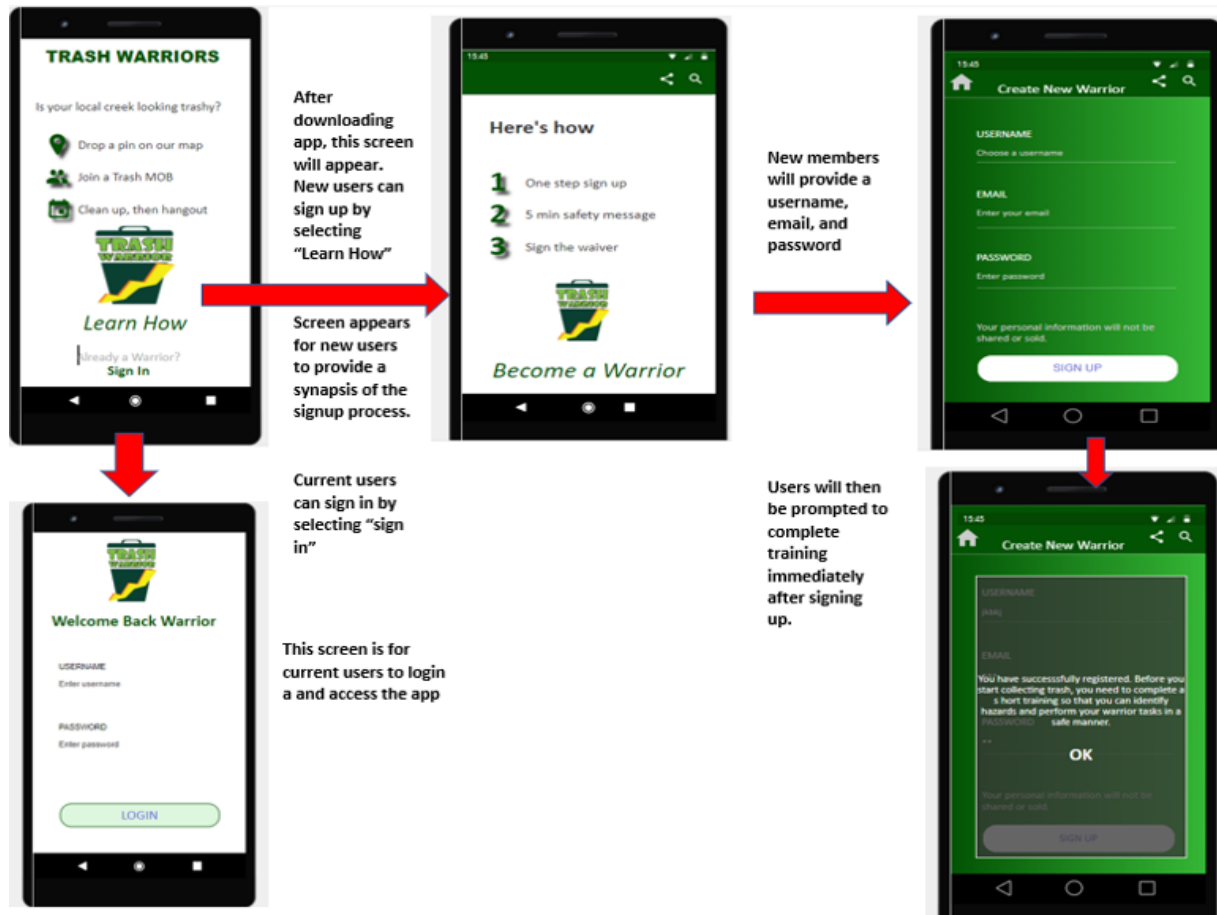 TRASH WARRIORS
Is your local creek looking trashy?
Drop a pin on our map
Join a Trash MOB
Clean up, then hangout
TRASH
WARRIOR
Learn How
Already a Warrior?
Sign In
After
downloading
app, this screen
will appear.
New users can
sign up by
selecting
“Learn How”
Screen appears
for new users
to provide a
synopsis of the
signup process.
15:45
Here's how
1 One step sign up
2 5 min safety message
3 Sign the waiver
TRASH
WARRIOR
Become a Warrior
New members
will provide a
username,
email, and
password
15:45
Create New Warrior
USERNAME
Choose a username
EMAIL
Enter your email
PASSWORD
Enter password
Your personal information will not be
shared or sold.
SIGN UP
TRASH
WARRIOR
Welcome Back Warrior
USERNAME
Enter username
PASSWORD
Enter password
LOGIN
Current users
can sign in by
selecting “sign
in”
This screen is for
current users to login
a and access the app
Users will then
be prompted to
complete
training
immediately
after signing
up.
15:45
Create New Warrior
USERNAME
EMAIL
You have successsfully registered. Before you
start collecting trash, you need to complete a
s hort training so that you can identify
hazards and perform your warrior tasks in a
safe manner.
PASSWORD
**
OK
Your personal information will not be
shared or sold.
SIGN UP